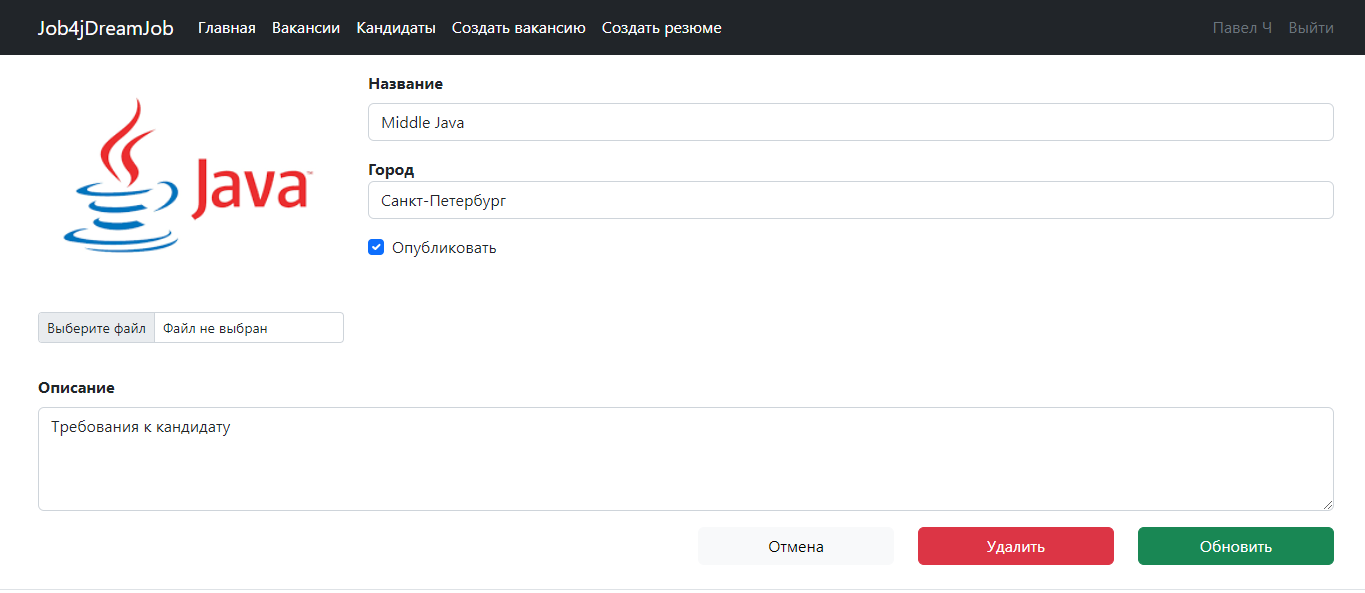 Job4jDreamJob Главная Вакансии Кандидаты Создать вакансию Создать резюме Павел Ч Выйти
Java™
Название
Middle Java
Город
Санкт-Петербург
Опубликовать
Выберите файл Файл не выбран
Описание
Требования к кандидату
Отмена Удалить Обновить